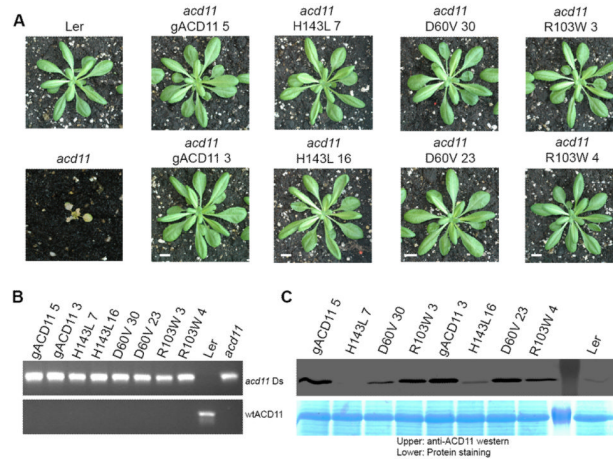 A
Ler
acd11
gACD11 5
acd11
H143L 7
acd11
D60V 30
acd11
R103W 3
acd11
acd11
gACD11 3
acd11
H143L 16
acd11
D60V 23
acd11
R103W 4
B
gACD11 5
gACD11 3
H143L 7
H143L16
D60V 30
D60V 23
R103W 3
R103W 4
Ler
acd11
acd11 Ds
wtACD11
C
gACD11 5
H143L 7
D60V 30
R103W 3
gACD11 3
H143L16
D60V 23
R103W 4
Ler
Upper: anti-ACD11 western
Lower: Protein staining